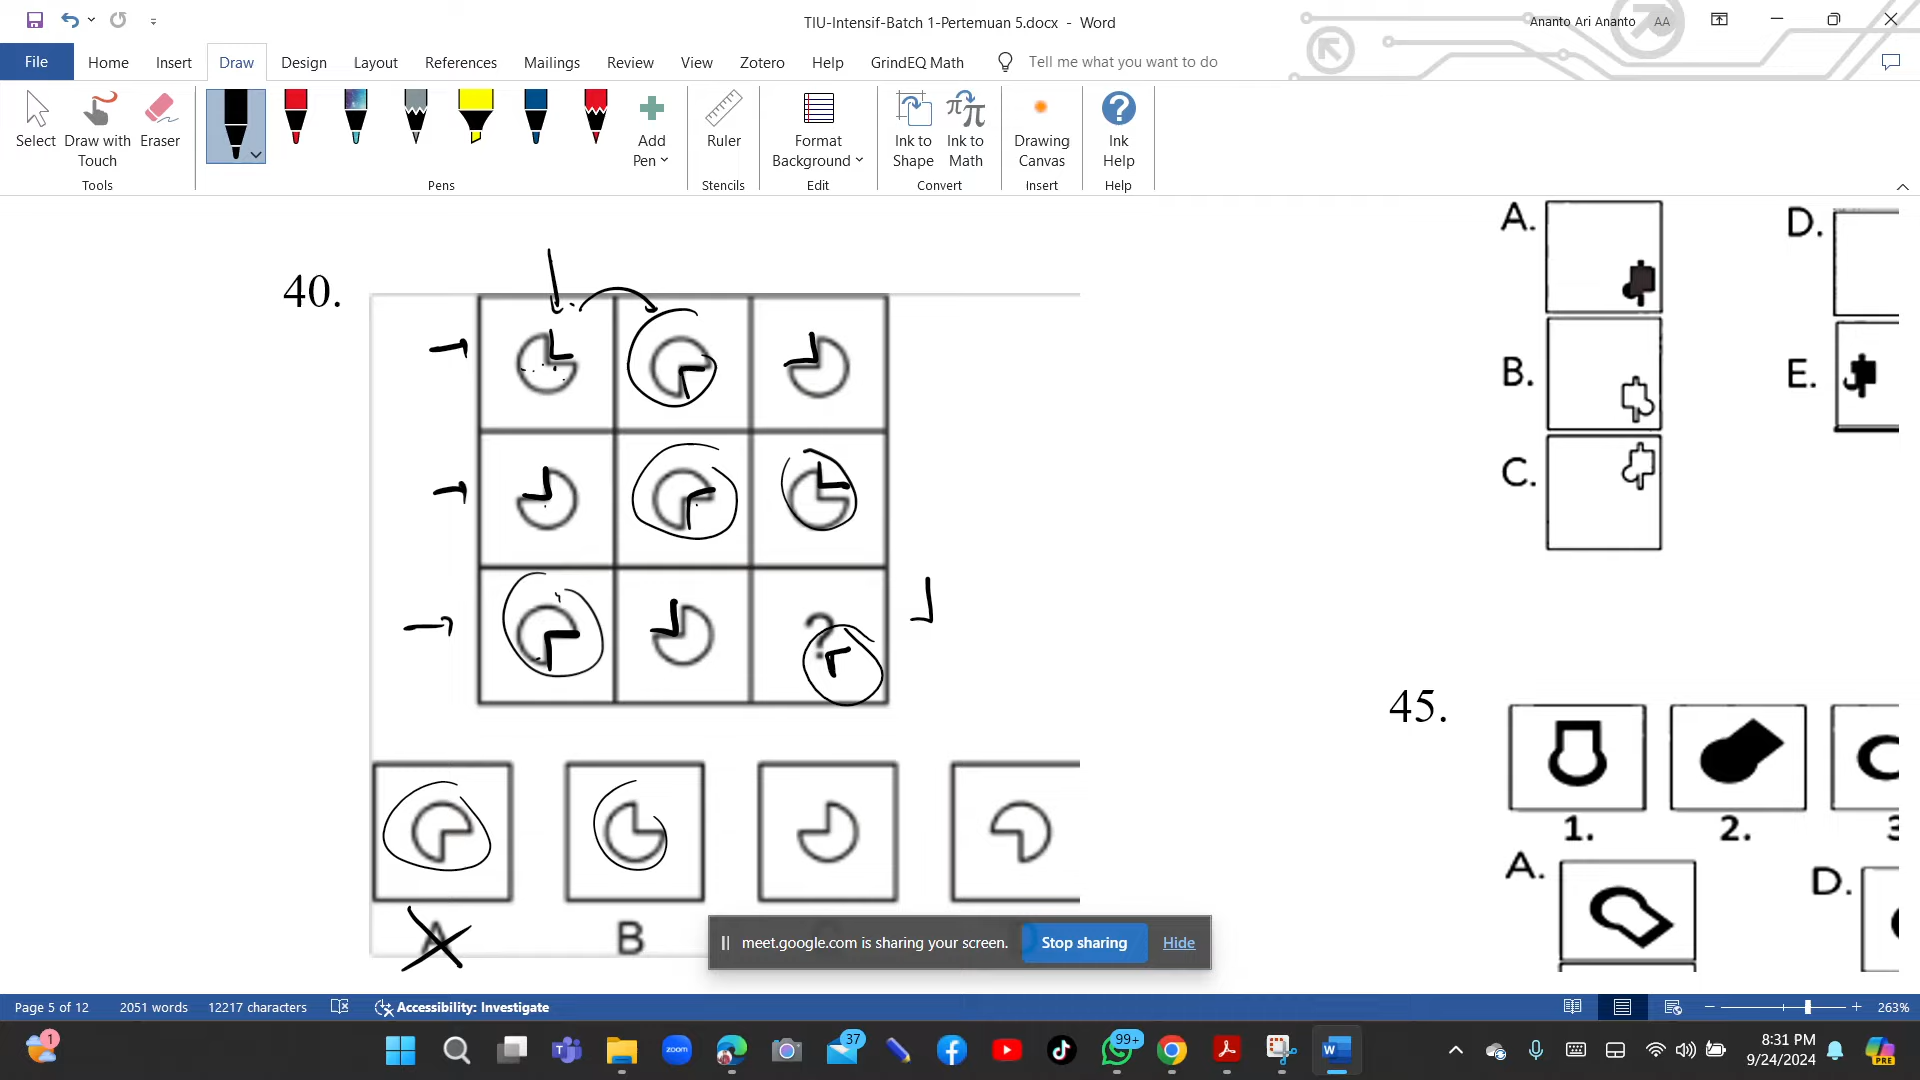 TIU-Intensif-Batch 1-Pertemuan 5.docx - Word
Ananto Ari Ananto AA
File Home Insert Draw Design Layout References Mailings Review View Zotero Help GrindEQ Math Tell me what you want to do
Select
Draw with Touch
Eraser
Add Pen
Ruler
Format Background
Ink to Shape
Ink to Math
Drawing Canvas
Ink Help
Tools Pens Stencils Edit Convert Insert Help
40.
?
A
B
A.
B.
C.
D.
E.
45.
1.
2.
3
A.
D.
meet.google.com is sharing your screen. Stop sharing Hide
Page 5 of 12 2051 words 12217 characters Accessibility: Investigate 263%
1
zoom
37
99+
PRE
8:31 PM
9/24/2024